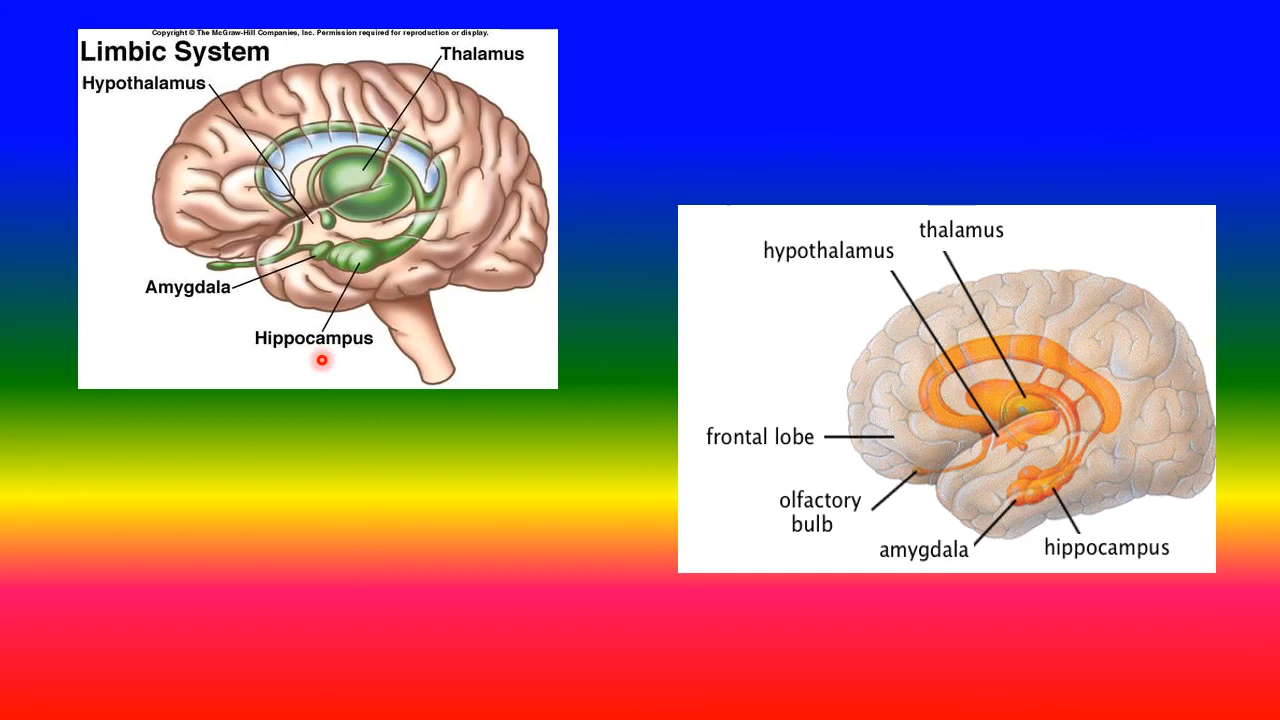 Copyright © The McGraw-Hill Companies, Inc. Permission required for reproduction or display.
Limbic System
Thalamus
Hypothalamus
Amygdala
Hippocampus
thalamus
hypothalamus
frontal lobe
olfactory
bulb
amygdala
hippocampus